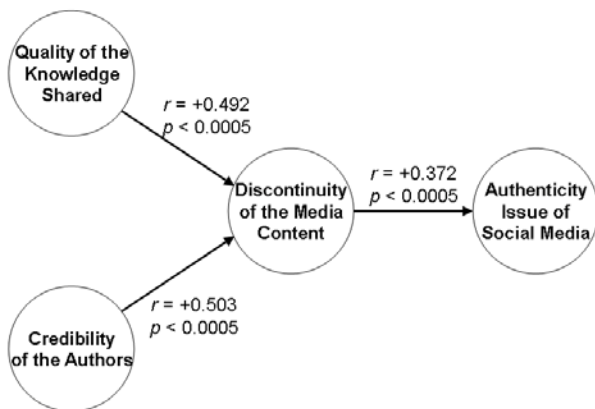 Quality of the
Knowledge
Shared
r = +0.492
p < 0.0005
Discontinuity
of the Media
Content
r = +0.372
p < 0.0005
Authenticity
Issue of
Social Media
r = +0.503
p < 0.0005
Credibility
of the Authors